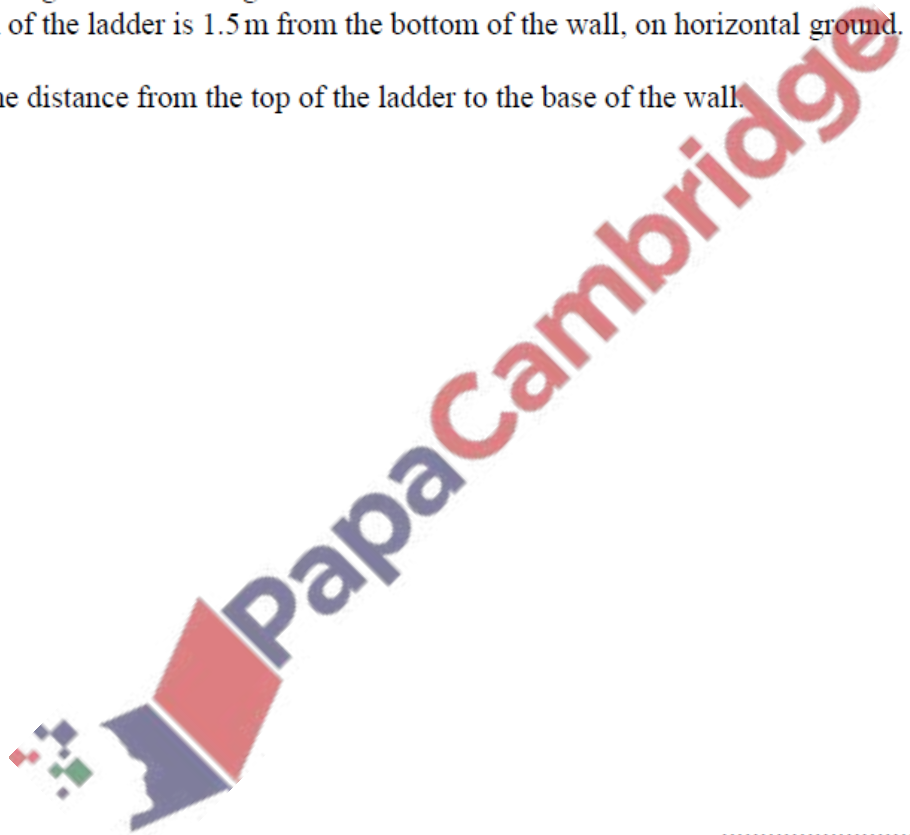 of the ladder is 1.5 m from the bottom of the wall, on horizontal ground.
distance from the top of the ladder to the base of the wall.
PapaCambridge